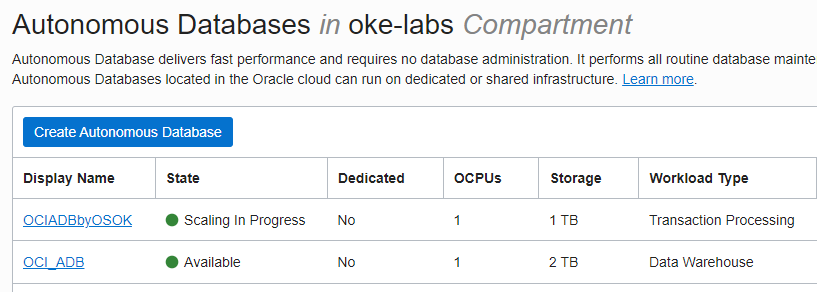 Autonomous Databases in oke-labs Compartment
Autonomous Database delivers fast performance and requires no database administration. It performs all routine database mainte
Autonomous Databases located in the Oracle cloud can run on dedicated or shared infrastructure. Learn more.
Create Autonomous Database
Display Name State Dedicated OCPUs Storage Workload Type
OCIADBbyOSOK Scaling In Progress No 1 1 TB Transaction Processing
OCI_ADB Available No 1 2 TB Data Warehouse